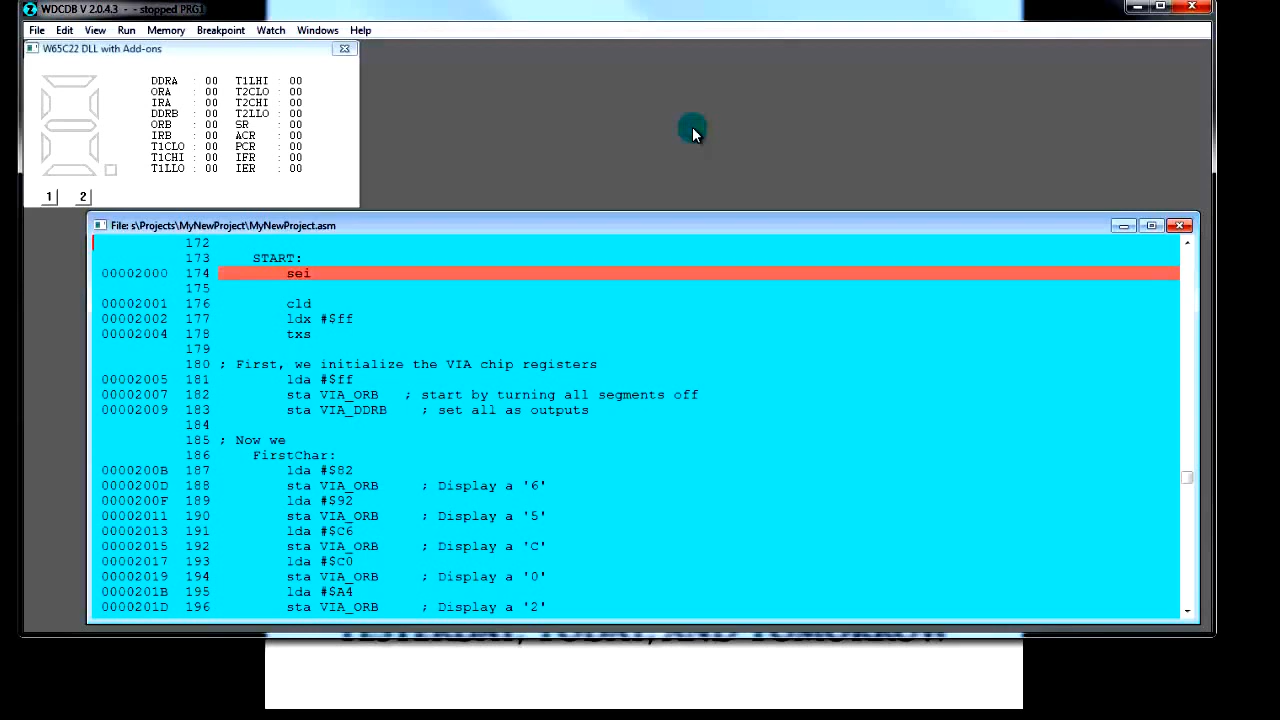 WDCDB V 2.0.4.3 - - stopped PRG1
File Edit View Run Memory Breakpoint Watch Windows Help
W65C22 DLL with Add-ons
DDRA : 00 T1LHI : 00
ORA : 00 T2CLO : 00
IRA : 00 T2CHI : 00
DDRB : 00 T2LLO : 00
ORB : 00 SR : 00
IRB : 00 ACR : 00
T1CLO : 00 PCR : 00
T1CHI : 00 IFR : 00
T1LLO : 00 IER : 00
1 2
File: s\Projects\MyNewProject\MyNewProject.asm
172
173 START:
00002000 174 sei
175
00002001 176 cld
00002002 177 ldx #$ff
00002004 178 txs
179
180 ; First, we initialize the VIA chip registers
00002005 181 lda #$ff
00002007 182 sta VIA_ORB ; start by turning all segments off
00002009 183 sta VIA_DDRB ; set all as outputs
184
185 ; Now we
186 FirstChar:
0000200B 187 lda #$82
0000200D 188 sta VIA_ORB ; Display a '6'
0000200F 189 lda #$92
00002011 190 sta VIA_ORB ; Display a '5'
00002013 191 lda #$C6
00002015 192 sta VIA_ORB ; Display a 'C'
00002017 193 lda #$C0
00002019 194 sta VIA_ORB ; Display a '0'
0000201B 195 lda #$A4
0000201D 196 sta VIA_ORB ; Display a '2'
YESTERDAY, TODAY, AND TOMORROW